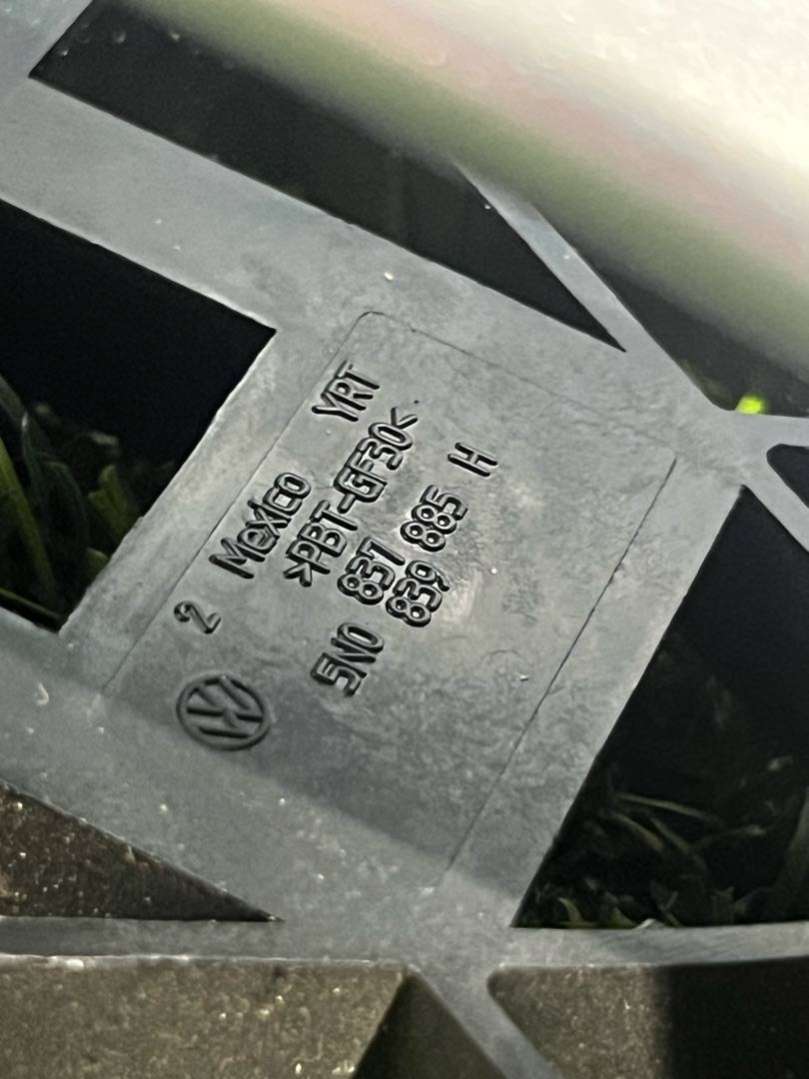 2 Mexico YRT
>PBT-GF30<
5N0 837 885 H
839